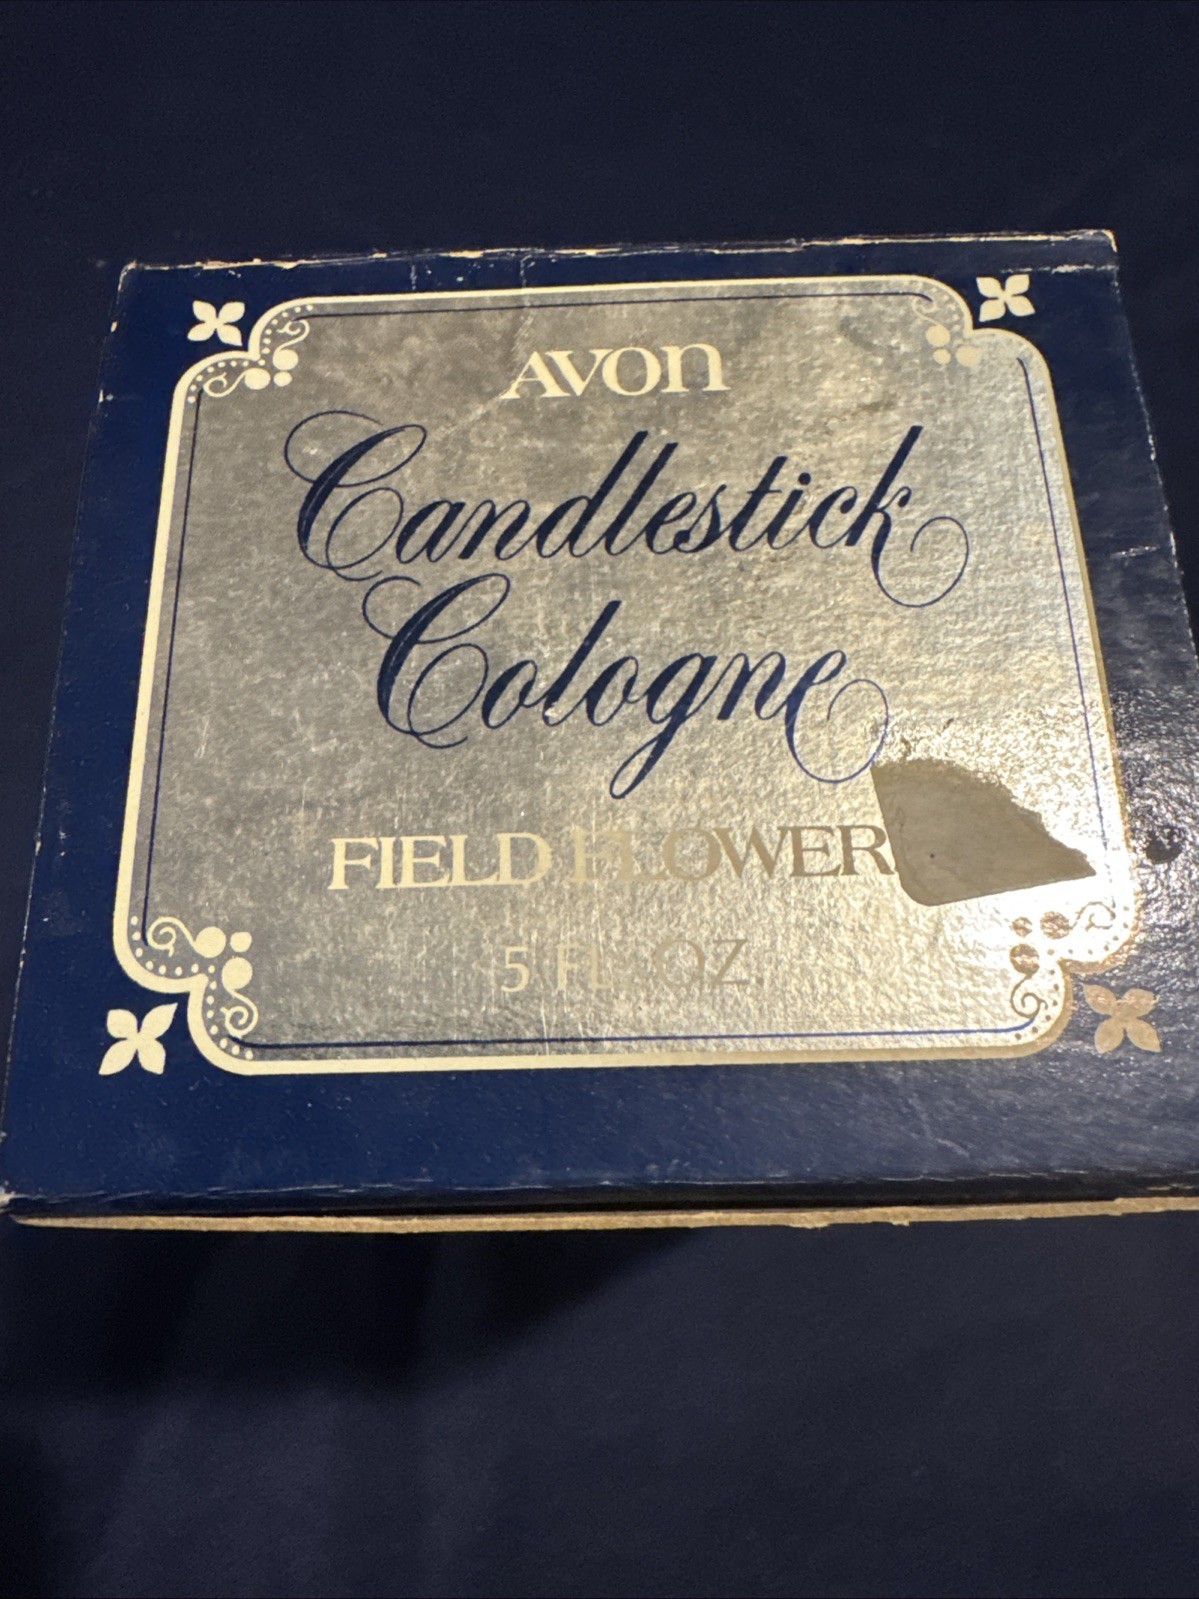 AVON
Candlestick
Cologne
FIELD FLOWER
5 FL. OZ.